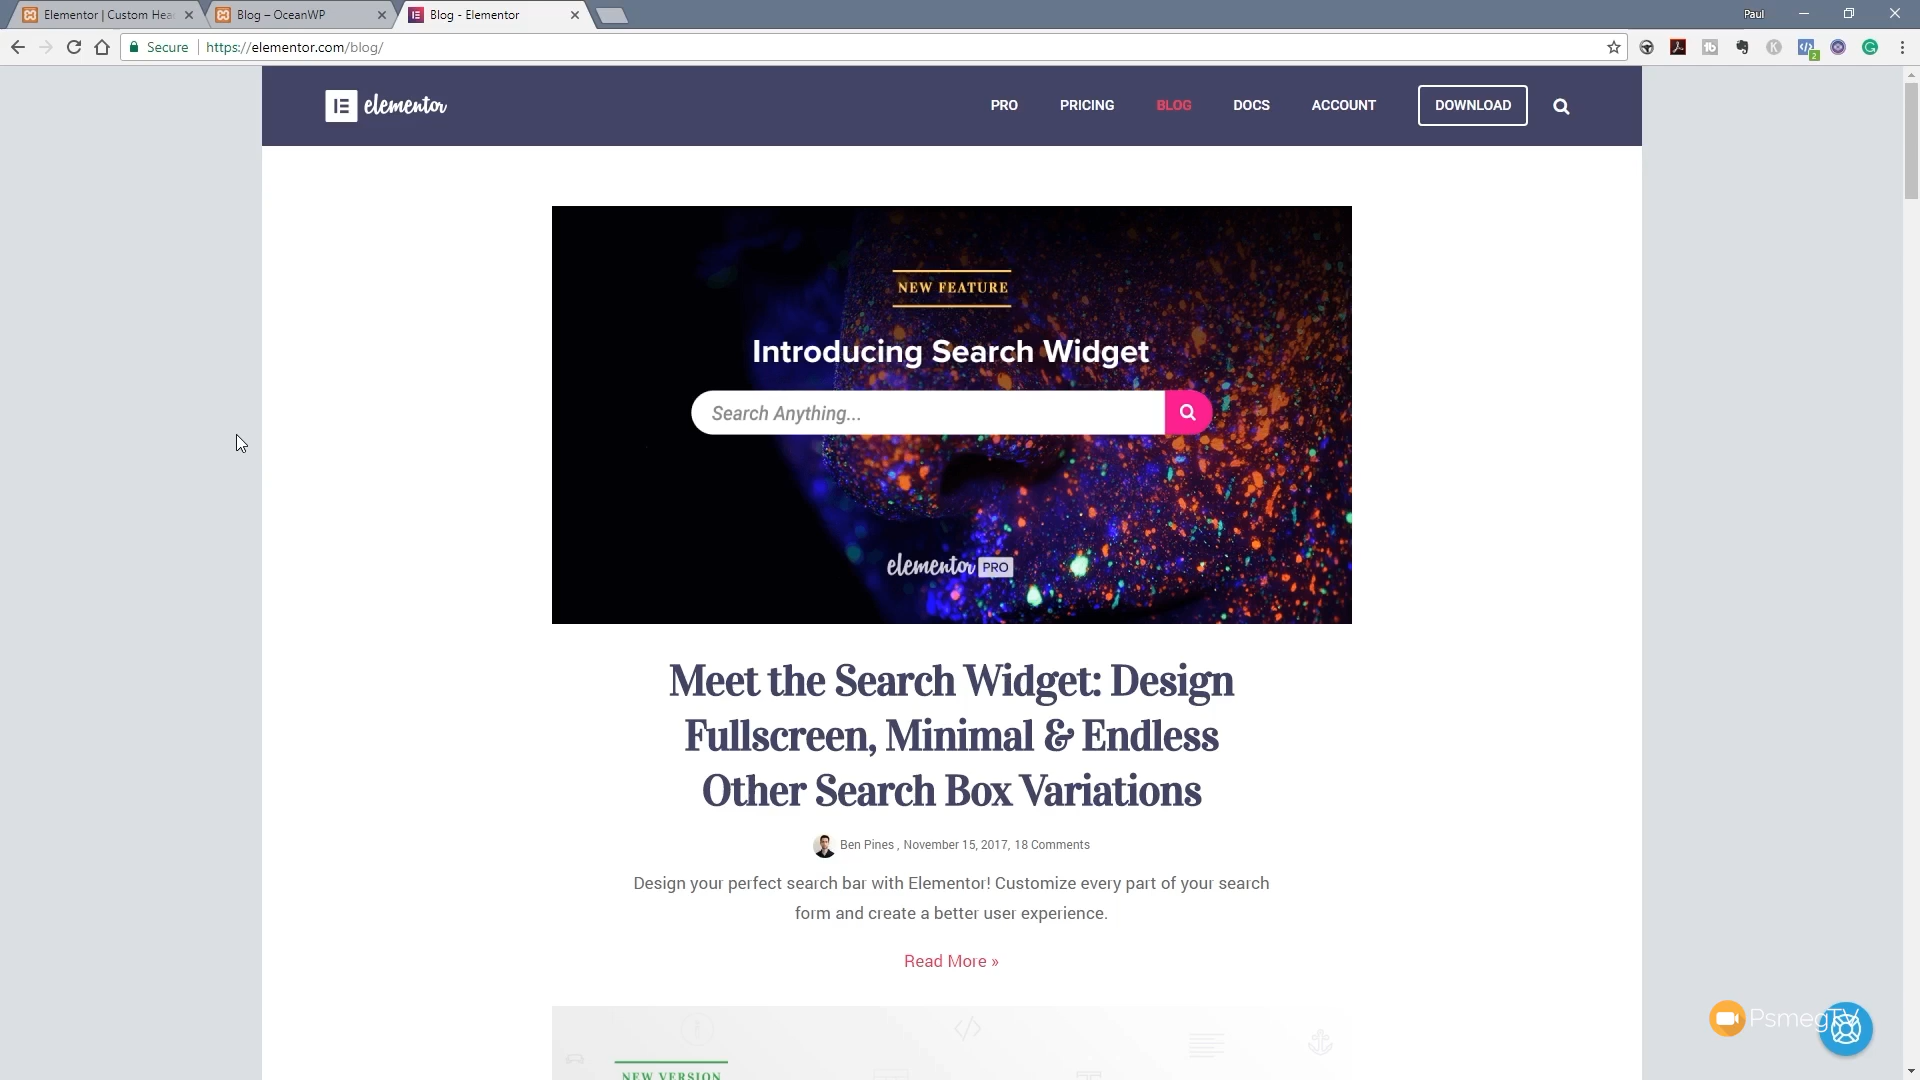 Elementor | Custom Hea
Blog – OceanWP
Blog - Elementor
Paul
Secure
https://elementor.com/blog/
2
elementor
PRO
PRICING
BLOG
DOCS
ACCOUNT
DOWNLOAD
NEW FEATURE
Introducing Search Widget
Search Anything...
elementor PRO
Meet the Search Widget: Design
Fullscreen, Minimal & Endless
Other Search Box Variations
Ben Pines , November 15, 2017, 18 Comments
Design your perfect search bar with Elementor! Customize every part of your search
form and create a better user experience.
Read More »
PsmegTV
NEW VERSION